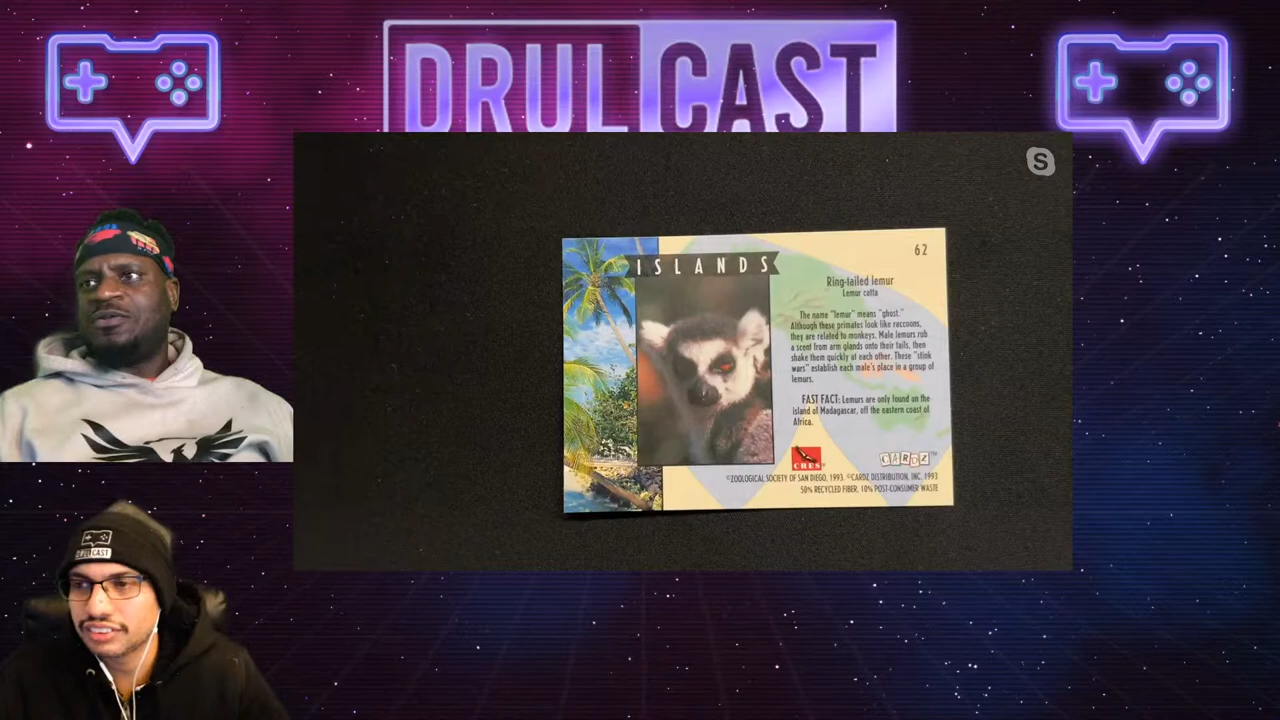 DRUL CAST
S
62
ISLANDS
Ring-tailed lemur
Lemur catta
The name "lemur" means "ghost."
Although these primates look like raccoons,
they are related to monkeys. Male lemurs rub
a scent from arm glands onto their tails, then
shake them quickly at each other. These "stink
wars" establish each male's place in a group of
lemurs.
FAST FACT: Lemurs are only found on the
island of Madagascar, off the eastern coast of
Africa.
CRES
CARDZ™
©ZOOLOGICAL SOCIETY OF SAN DIEGO, 1993. ©CARDZ DISTRIBUTION, INC. 1993
50% RECYCLED FIBER, 10% POST-CONSUMER WASTE
DRUL CAST